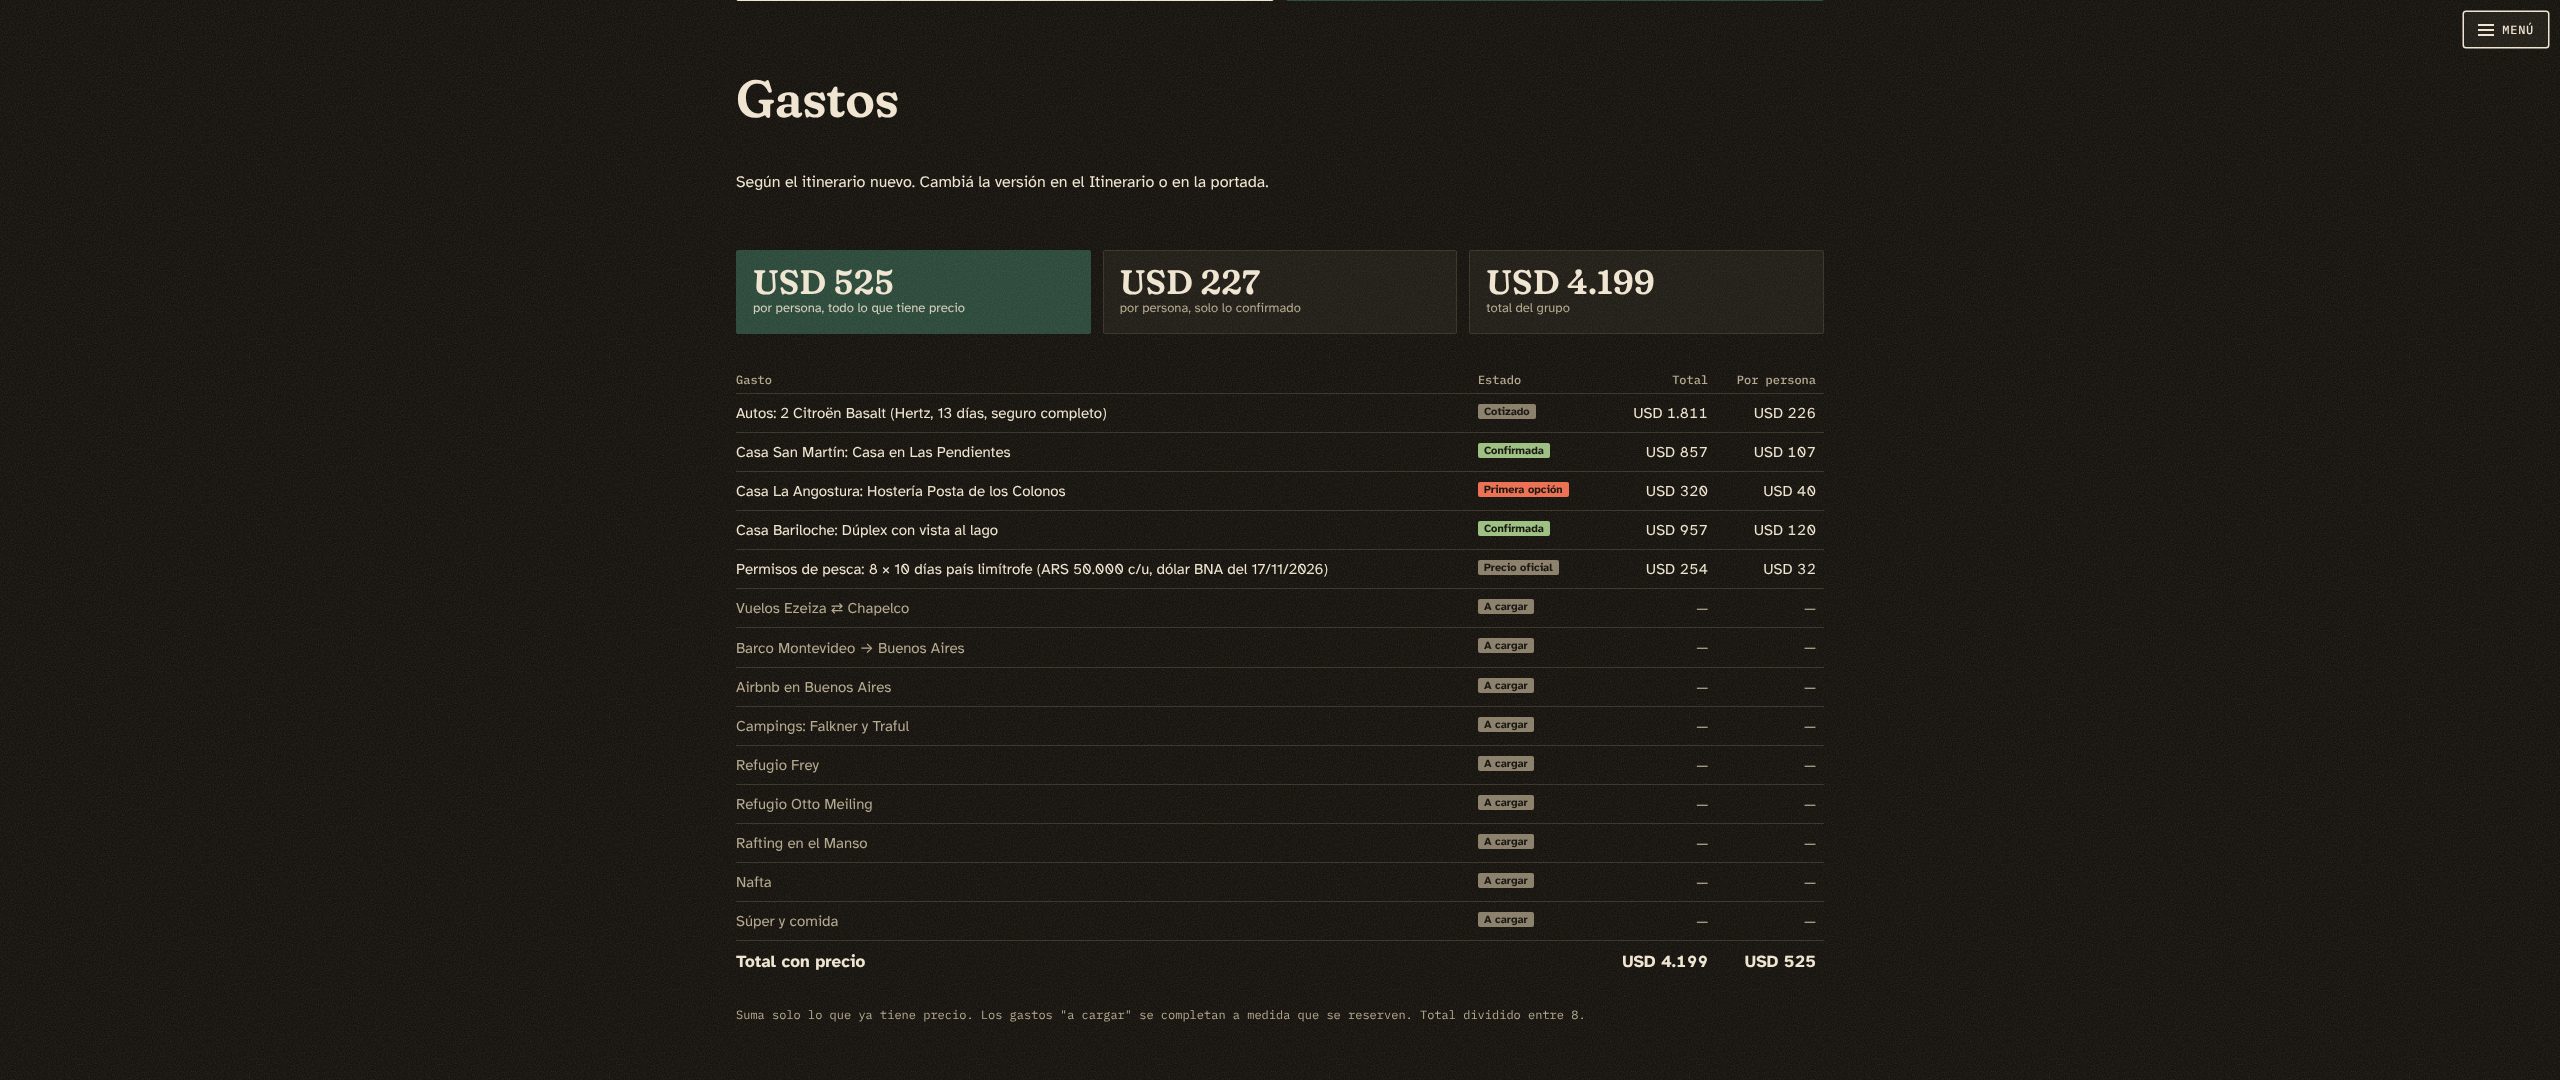 MENÚ
Gastos
Según el itinerario nuevo. Cambiá la versión en el Itinerario o en la portada.
USD 525
por persona, todo lo que tiene precio
USD 227
por persona, solo lo confirmado
USD 4.199
total del grupo
Gasto Estado Total Por persona
Autos: 2 Citroën Basalt (Hertz, 13 días, seguro completo) Cotizado USD 1.811 USD 226
Casa San Martín: Casa en Las Pendientes Confirmada USD 857 USD 107
Casa La Angostura: Hostería Posta de los Colonos Primera opción USD 320 USD 40
Casa Bariloche: Dúplex con vista al lago Confirmada USD 957 USD 120
Permisos de pesca: 8 × 10 días país limítrofe (ARS 50.000 c/u, dólar BNA del 17/11/2026) Precio oficial USD 254 USD 32
Vuelos Ezeiza ⇄ Chapelco A cargar — —
Barco Montevideo → Buenos Aires A cargar — —
Airbnb en Buenos Aires A cargar — —
Campings: Falkner y Traful A cargar — —
Refugio Frey A cargar — —
Refugio Otto Meiling A cargar — —
Rafting en el Manso A cargar — —
Nafta A cargar — —
Súper y comida A cargar — —
Total con precio USD 4.199 USD 525
Suma solo lo que ya tiene precio. Los gastos "a cargar" se completan a medida que se reserven. Total dividido entre 8.